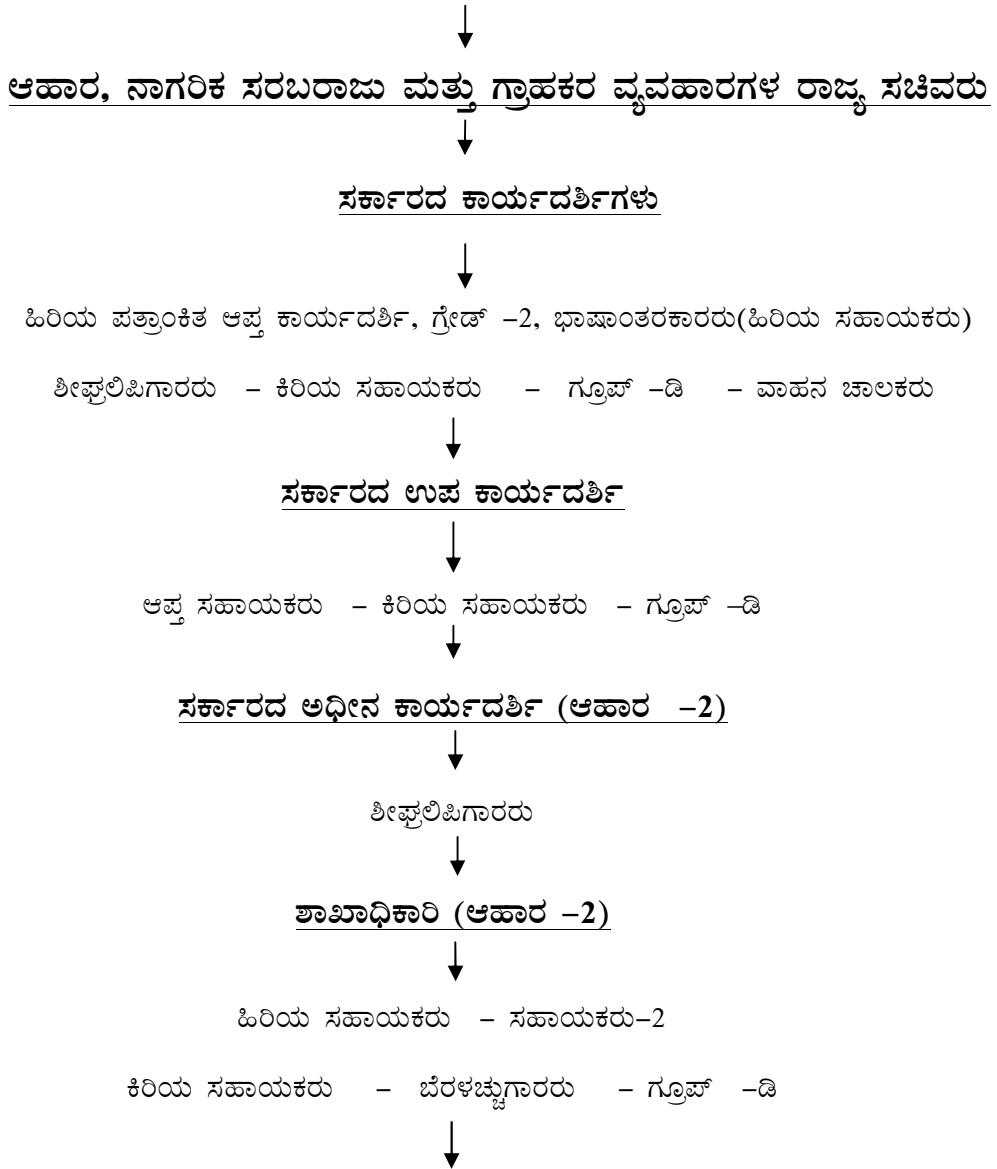 ಆಹಾರ, ನಾಗರಿಕ ಸರಬರಾಜು ಮತ್ತು ಗ್ರಾಹಕರ ವ್ಯವಹಾರಗಳ ರಾಜ್ಯ ಸಚಿವರು
ಸರ್ಕಾರದ ಕಾರ್ಯದರ್ಶಿಗಳು
ಹಿರಿಯ ಪತ್ರಾಂಕಿತ ಆಪ್ತ ಕಾರ್ಯದರ್ಶಿ, ಗ್ರೇಡ್ –2, ಭಾಷಾಂತರಕಾರರು(ಹಿರಿಯ ಸಹಾಯಕರು)
ಶೀಘ್ರಲಿಪಿಗಾರರು – ಕಿರಿಯ ಸಹಾಯಕರು – ಗ್ರೂಪ್ –ಡಿ – ವಾಹನ ಚಾಲಕರು
ಸರ್ಕಾರದ ಉಪ ಕಾರ್ಯದರ್ಶಿ
ಆಪ್ತ ಸಹಾಯಕರು – ಕಿರಿಯ ಸಹಾಯಕರು – ಗ್ರೂಪ್ –ಡಿ
ಸರ್ಕಾರದ ಅಧೀನ ಕಾರ್ಯದರ್ಶಿ (ಆಹಾರ –2)
ಶೀಘ್ರಲಿಪಿಗಾರರು
ಶಾಖಾಧಿಕಾರಿ (ಆಹಾರ –2)
ಹಿರಿಯ ಸಹಾಯಕರು – ಸಹಾಯಕರು–2
ಕಿರಿಯ ಸಹಾಯಕರು – ಬೆರಳಚ್ಚುಗಾರರು – ಗ್ರೂಪ್ –ಡಿ